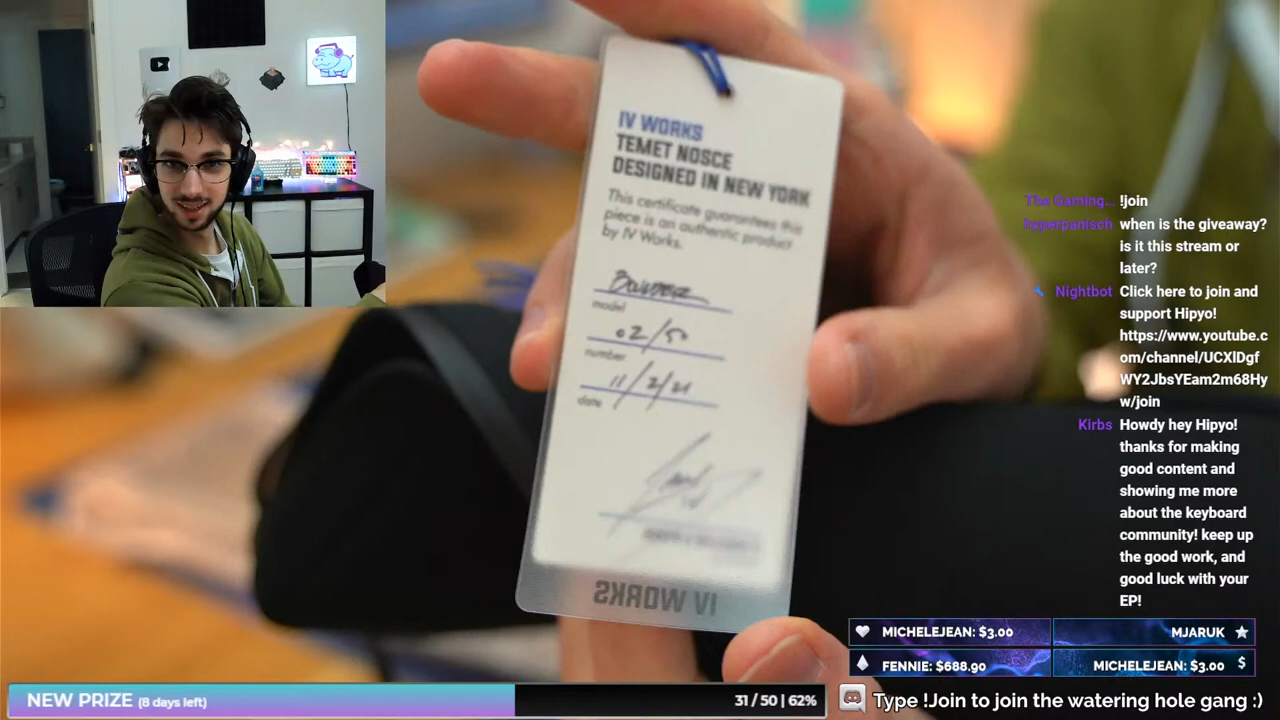 IV WORKS
TEMET NOSCE
DESIGNED IN NEW YORK
This certificate guarantees this
piece is an authentic product
by IV Works.
model
02/50
number
11/2/21
date
IV WORKS
The Gaming... !join
hyperpanisch when is the giveaway?
is it this stream or
later?
Nightbot Click here to join and
support Hipyo!
https://www.youtube.c
om/channel/UCXlDgf
WY2JbsYEam2m68Hy
w/join
Kirbs Howdy hey Hipyo!
thanks for making
good content and
showing me more
about the keyboard
community! keep up
the good work, and
good luck with your
EP!
MICHELEJEAN: $3.00
MJARUK
FENNIE: $688.90
MICHELEJEAN: $3.00 $
NEW PRIZE (8 days left)
31 / 50 | 62%
Type !Join to join the watering hole gang :)